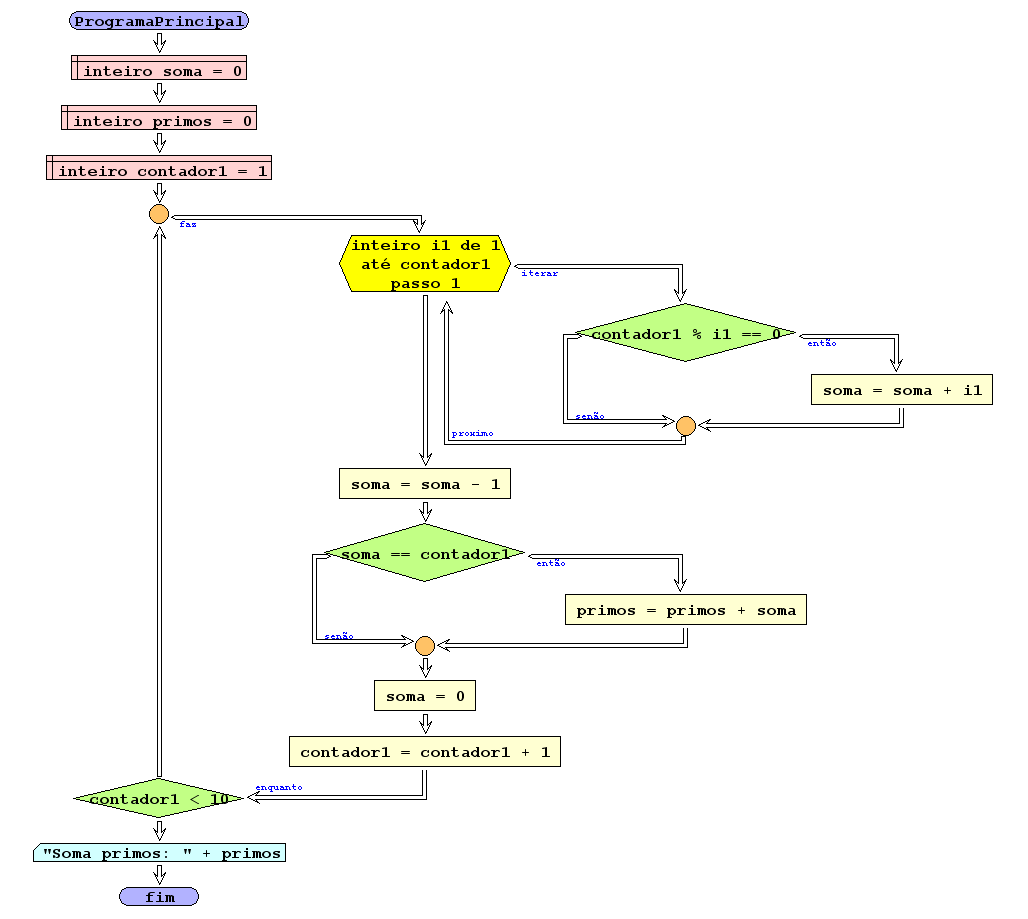 ProgramaPrincipal
inteiro soma = 0
inteiro primos = 0
inteiro contador1 = 1
faz
inteiro i1 de 1
até contador1
passo 1
iterar
contador1 % i1 == 0
então
soma = soma + i1
senão
proximo
soma = soma - 1
soma == contador1
então
primos = primos + soma
senão
soma = 0
contador1 = contador1 + 1
enquanto
contador1 < 10
"Soma primos: " + primos
fim